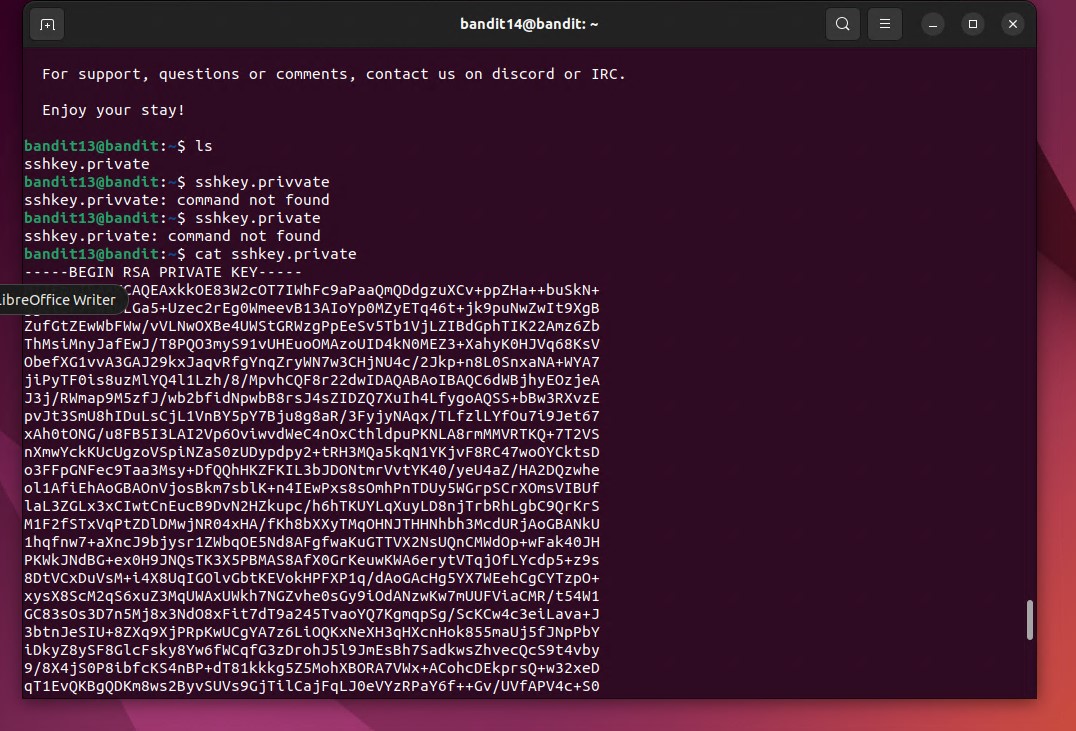 bandit14@bandit: ~
For support, questions or comments, contact us on discord or IRC.
Enjoy your stay!
bandit13@bandit:~$ ls
sshkey.private
bandit13@bandit:~$ sshkey.privvate
sshkey.privvate: command not found
bandit13@bandit:~$ sshkey.private
sshkey.private: command not found
bandit13@bandit:~$ cat sshkey.private
-----BEGIN RSA PRIVATE KEY-----
CAQEAxkkOE83W2cOT7IWhFc9aPaaQmQDdgzuXCv+ppZHa++buSkN+
LibreOffice Writer
Ga5+Uzec2rEg0WmeevB13AIoYp0MZyETq46t+jk9puNwZwIt9XgB
ZufGtZEwWbFWw/vVLNwOXBe4UWStGRWzgPpEeSv5Tb1VjLZIBdGphTIK22Amz6Zb
ThMsiMnyJafEwJ/T8PQO3myS91vUHEuoOMAzoUID4kN0MEZ3+XahyK0HJVq68KsV
ObefXG1vvA3GAJ29kxJaqvRfgYnqZryWN7w3CHjNU4c/2Jkp+n8L0SnxaNA+WYA7
jiPyTF0is8uzMlYQ4l1Lzh/8/MpvhCQF8r22dwIDAQABAoIBAQC6dWBjhyEOzjeA
J3j/RWmap9M5zfJ/wb2bfidNpwbB8rsJ4sZIDZQ7XuIh4LfygoAQSS+bBw3RXvzE
pvJt3SmU8hIDuLsCjL1VnBY5pY7Bju8g8aR/3FyjyNAqx/TLfzlLYfOu7i9Jet67
xAh0tONG/u8FB5I3LAI2Vp6OviwvdWeC4nOxCthldpuPKNLA8rmMMVRTKQ+7T2VS
nXmwYckKUcUgzoVSpiNZaS0zUDypdpy2+tRH3MQa5kqN1YKjvF8RC47woOYCktsD
o3FFpGNFec9Taa3Msy+DfQQhHKZFKIL3bJDONtmrVvtYK40/yeU4aZ/HA2DQzwhe
ol1AfiEhAoGBAOnVjosBkm7sblK+n4IEwPxs8sOmhPnTDUy5WGrpSCrXOmsVIBUf
laL3ZGLx3xCIwtCnEucB9DvN2HZkupc/h6hTKUYLqXuyLD8njTrbRhLgbC9QrKrS
M1F2fSTxVqPtZDlDMwjNR04xHA/fKh8bXXyTMqOHNJTHHNhbh3McdURjAoGBANkU
1hqfnw7+aXncJ9bjysr1ZWbqOE5Nd8AFgfwaKuGTTVX2NsUQnCMWdOp+wFak40JH
PKWkJNdBG+ex0H9JNQsTK3X5PBMAS8AfX0GrKeuwKWA6erytVTqjOfLYcdp5+z9s
8DtVCxDuVsM+i4X8UqIGOlvGbtKEVokHPFXP1q/dAoGAcHg5YX7WEehCgCYTzpO+
xysX8ScM2qS6xuZ3MqUWAxUWkh7NGZvhe0sGy9iOdANzwKw7mUUFViaCMR/t54W1
GC83sOs3D7n5Mj8x3NdO8xFit7dT9a245TvaoYQ7KgmqpSg/ScKCw4c3eiLava+J
3btnJeSIU+8ZXq9XjPRpKwUCgYA7z6LiOQKxNeXH3qHXcnHok855maUj5fJNpPbY
iDkyZ8ySF8GlcFsky8Yw6fWCqfG3zDrohJ5l9JmEsBh7SadkwsZhvecQcS9t4vby
9/8X4jS0P8ibfcKS4nBP+dT81kkkg5Z5MohXBORA7VWx+ACohcDEkprsQ+w32xeD
qT1EvQKBgQDKm8ws2ByvSUVs9GjTilCajFqLJ0eVYzRPaY6f++Gv/UVfAPV4c+S0